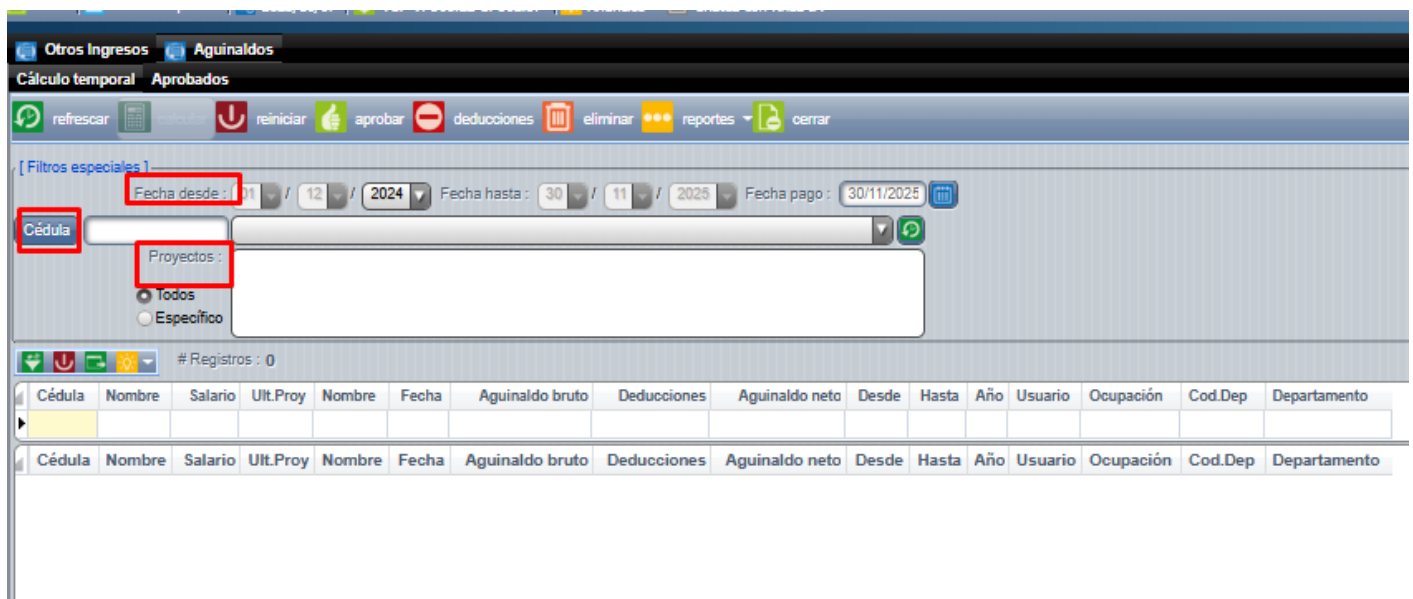 Otros Ingresos Aguinaldos
Cálculo temporal Aprobados
refrescar calcular reiniciar aprobar deducciones eliminar reportes cerrar
[ Filtros especiales ]
Fecha desde : 01 / 12 / 2024 Fecha hasta : 30 / 11 / 2025 Fecha pago : 30/11/2025
Cédula
Proyectos :
Todos
Específico
# Registros : 0
Cédula Nombre Salario Ult.Proy Nombre Fecha Aguinaldo bruto Deducciones Aguinaldo neto Desde Hasta Año Usuario Ocupación Cod.Dep Departamento
Cédula Nombre Salario Ult.Proy Nombre Fecha Aguinaldo bruto Deducciones Aguinaldo neto Desde Hasta Año Usuario Ocupación Cod.Dep Departamento